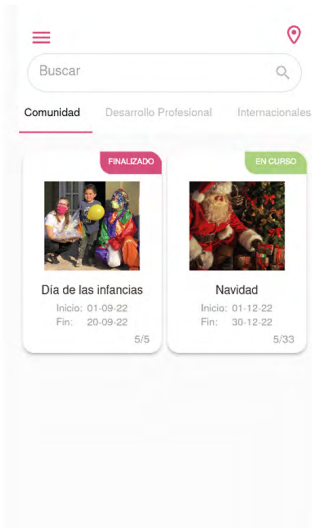 Buscar
Comunidad Desarrollo Profesional Internacionales
FINALIZADO
Día de las infancias
Inicio: 01-09-22
Fin: 20-09-22
5/5
EN CURSO
Navidad
Inicio: 01-12-22
Fin: 30-12-22
5/33